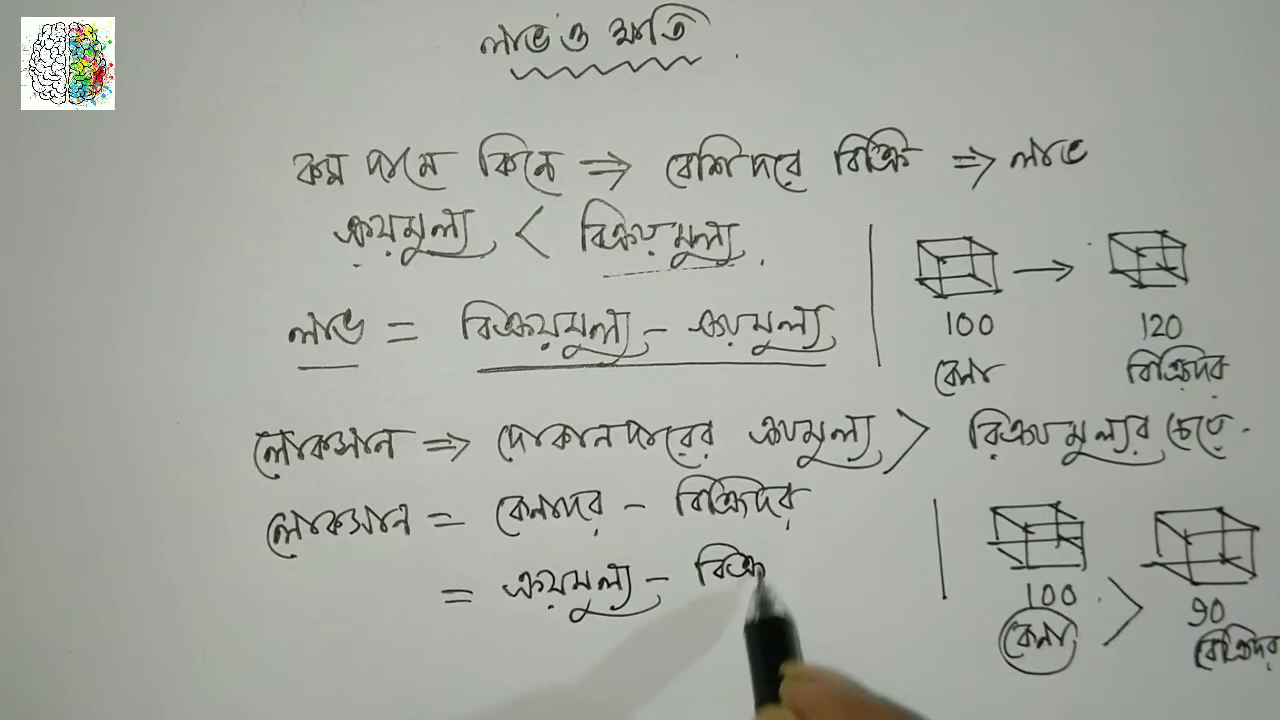 লাভ ও ক্ষতি
কম দামে কিনে ⇒ বেশি দরে বিক্রি ⇒ লাভ
ক্রয়মূল্য < বিক্রয়মূল্য
লাভ = বিক্রয়মূল্য - ক্রয়মূল্য
100 → 120
কেনা বিক্রিদর
লোকসান ⇒ দোকানদারের ক্রয়মূল্য > বিক্রয়মূল্যর চেয়ে
লোকসান = কেনাদর - বিক্রিদর
= ক্রয়মূল্য - বিক্র
100 > 90
কেনা বিক্রিদর